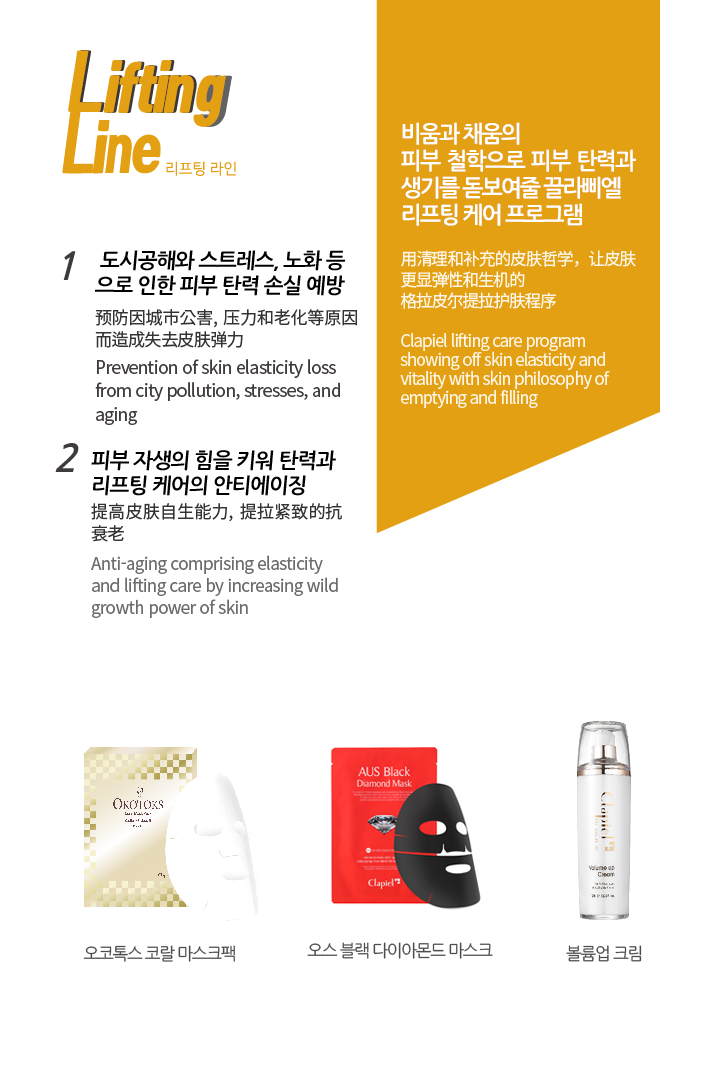 Lifting
Line 리프팅 라인
비움과 채움의
피부 철학으로 피부 탄력과
생기를 돋보여줄 끌라삐엘
리프팅 케어 프로그램
用清理和补充的皮肤哲学，让皮肤
更显弹性和生机的
格拉皮尔提拉护肤程序
Clapiel lifting care program
showing off skin elasticity and
vitality with skin philosophy of
emptying and filling
1 도시공해와 스트레스, 노화 등
으로 인한 피부 탄력 손실 예방
预防因城市公害, 压力和老化等原因
而造成失去皮肤弹力
Prevention of skin elasticity loss
from city pollution, stresses, and
aging
2 피부 자생의 힘을 키워 탄력과
리프팅 케어의 안티에이징
提高皮肤自生能力, 提拉紧致的抗
衰老
Anti-aging comprising elasticity
and lifting care by increasing wild
growth power of skin
OKOTOKS
AUS Black
Diamond Mask
Clapiel
Clapiel
Volume up
Cream
오코톡스 코랄 마스크팩
오스 블랙 다이아몬드 마스크
볼륨업 크림